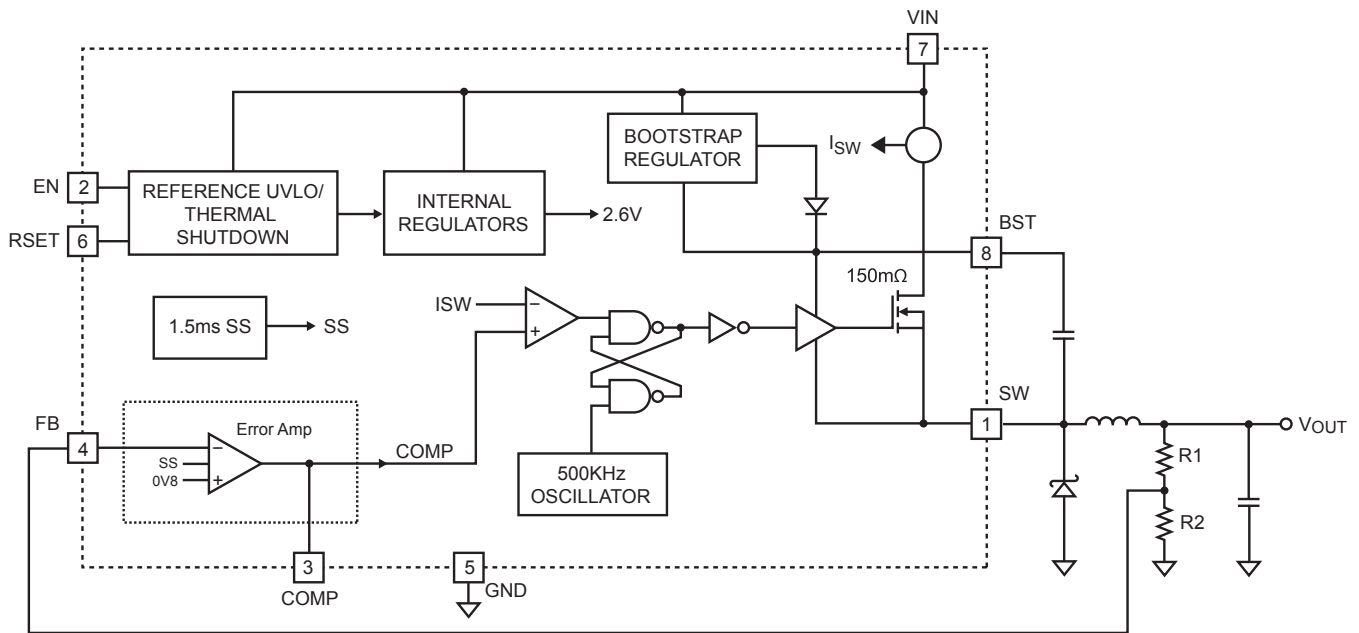 VIN
7
BOOTSTRAP
REGULATOR
ISW
EN
2
REFERENCE UVLO/
THERMAL
SHUTDOWN
INTERNAL
REGULATORS
2.6V
RSET
6
BST
8
150mΩ
1.5ms SS
SS
ISW
−
+
SW
1
FB
4
Error Amp
−
SS
0V8
+
COMP
500KHz
OSCILLATOR
VOUT
R1
R2
3
COMP
5
GND